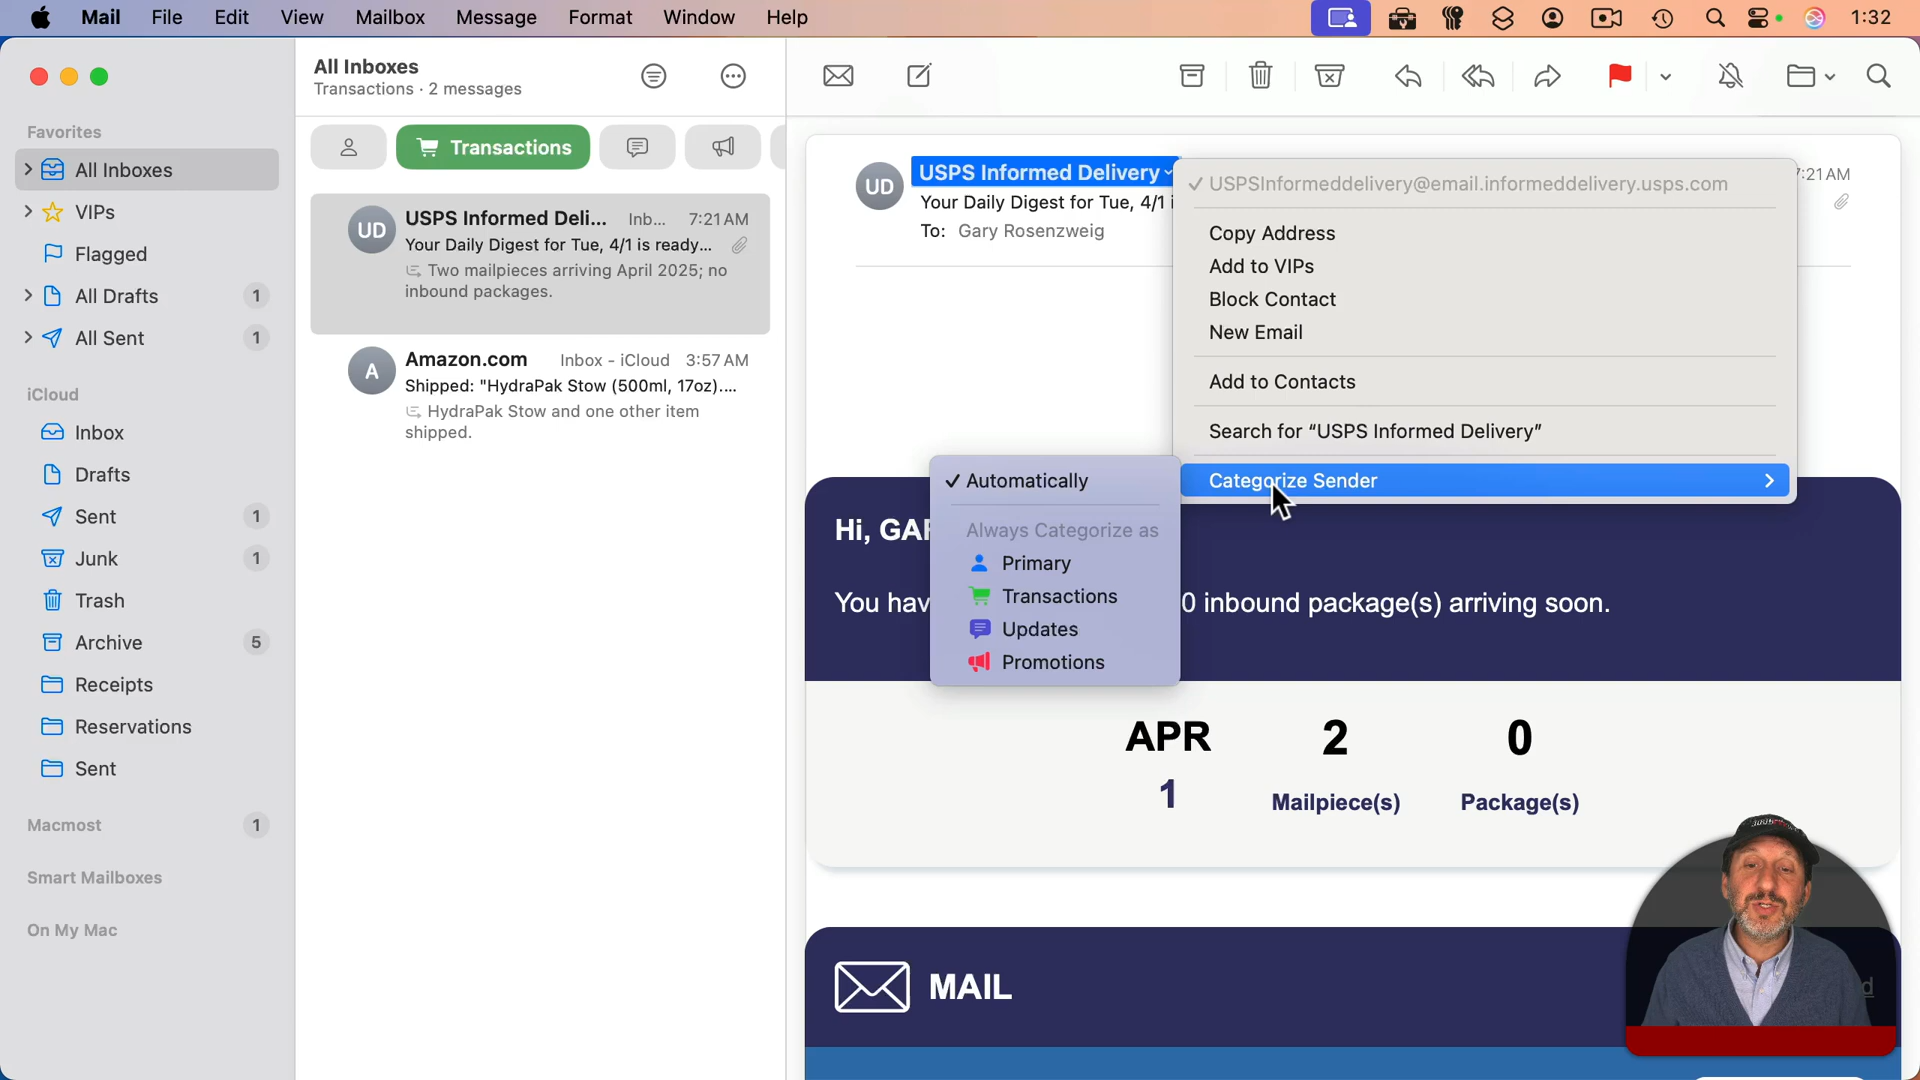 Mail File Edit View Mailbox Message Format Window Help 1:32
Favorites
All Inboxes
VIPs
Flagged
All Drafts 1
All Sent 1
iCloud
Inbox
Drafts
Sent 1
Junk 1
Trash
Archive 5
Receipts
Reservations
Sent
Macmost 1
Smart Mailboxes
On My Mac
All Inboxes
Transactions · 2 messages
Transactions
UD
USPS Informed Deli... Inb... 7:21 AM
Your Daily Digest for Tue, 4/1 is ready...
Two mailpieces arriving April 2025; no
inbound packages.
A
Amazon.com Inbox - iCloud 3:57 AM
Shipped: "HydraPak Stow (500ml, 17oz)....
HydraPak Stow and one other item
shipped.
UD
USPS Informed Delivery
7:21 AM
Your Daily Digest for Tue, 4/1 i
To: Gary Rosenzweig
✓ USPSInformeddelivery@email.informeddelivery.usps.com
Copy Address
Add to VIPs
Block Contact
New Email
Add to Contacts
Search for “USPS Informed Delivery”
Categorize Sender
✓ Automatically
Always Categorize as
Primary
Transactions
Updates
Promotions
Hi, GA
You hav 0 inbound package(s) arriving soon.
APR 2 0
1 Mailpiece(s) Package(s)
MAIL
d